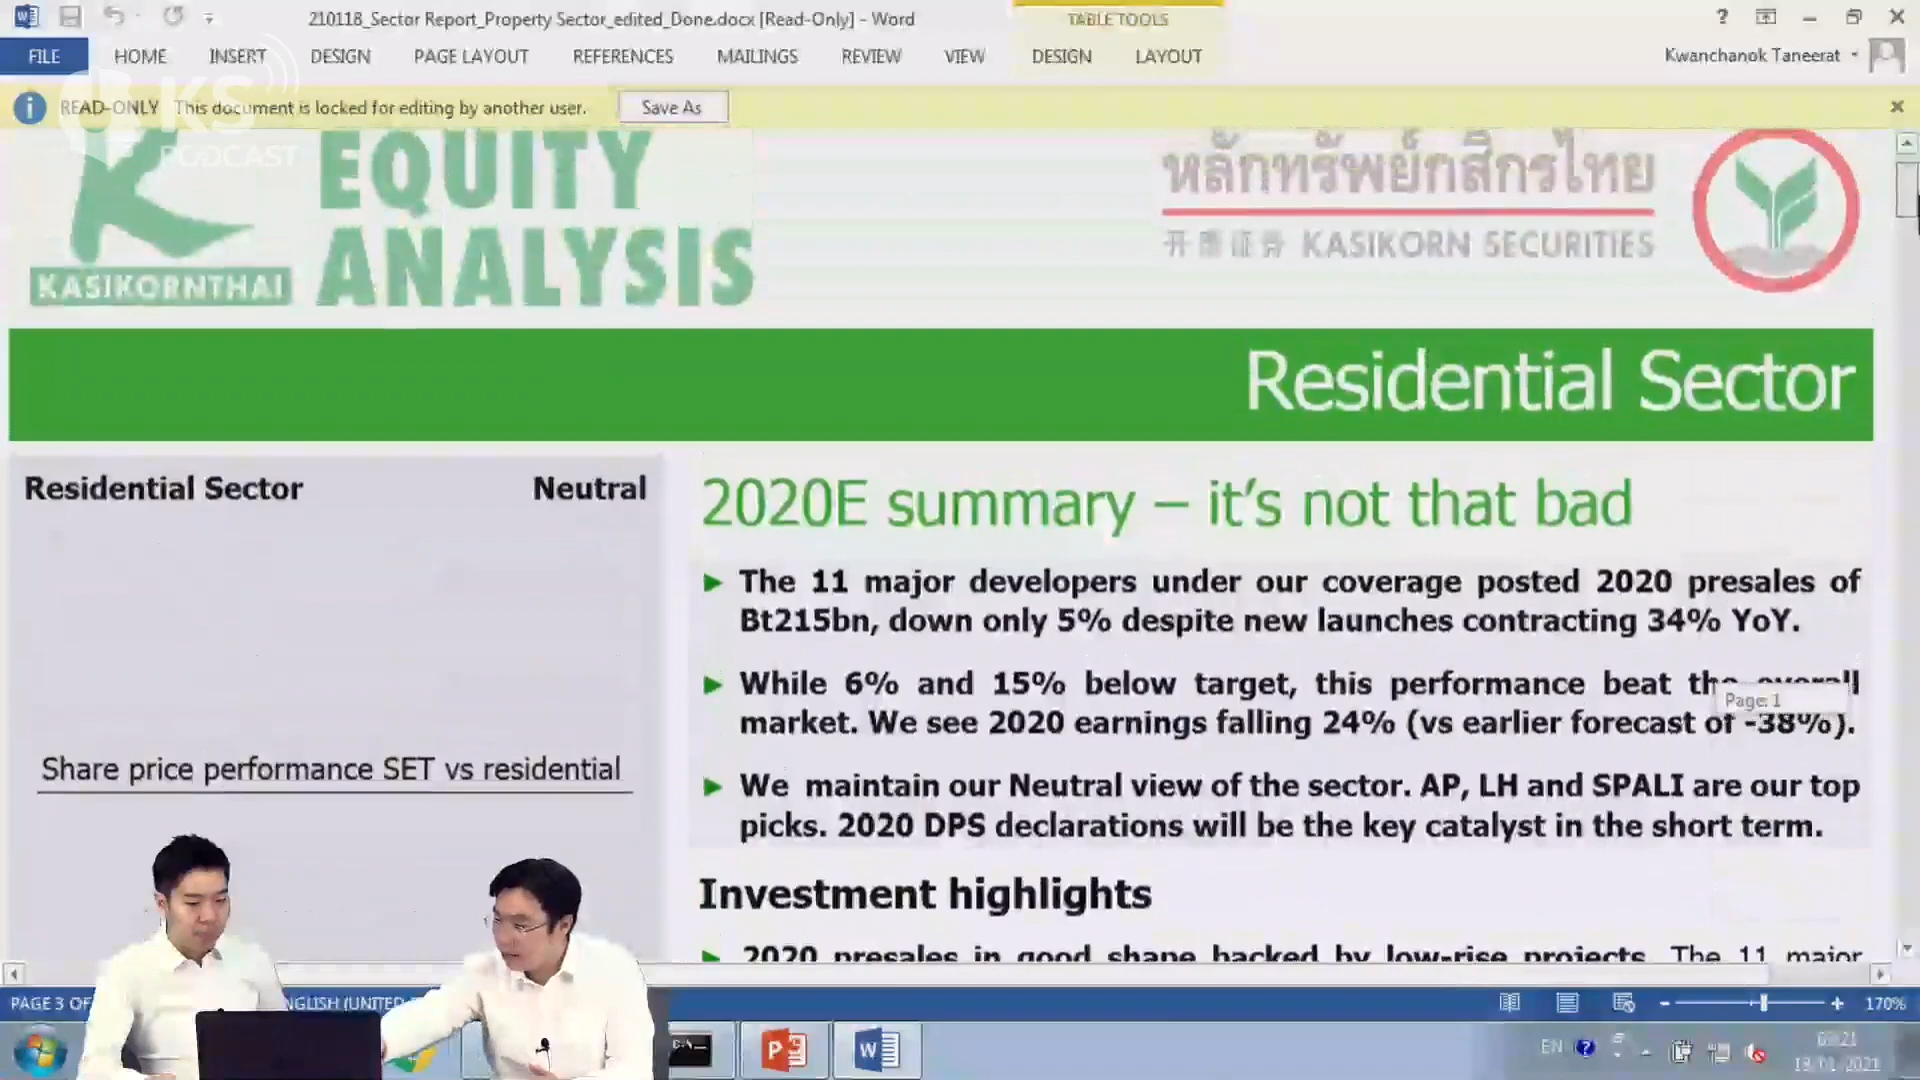 210118_Sector Report_Property Sector_edited_Done.docx [Read-Only] - Word
TABLE TOOLS
FILE HOME INSERT DESIGN PAGE LAYOUT REFERENCES MAILINGS REVIEW VIEW DESIGN LAYOUT
Kwanchanok Taneerat
READ-ONLY This document is locked for editing by another user. Save As
KS
PODCAST
KASIKORNTHAI
EQUITY
ANALYSIS
หลักทรัพย์กสิกรไทย
KASIKORN SECURITIES
Residential Sector
Residential Sector Neutral
Share price performance SET vs residential
2020E summary – it's not that bad
The 11 major developers under our coverage posted 2020 presales of
Bt215bn, down only 5% despite new launches contracting 34% YoY.
While 6% and 15% below target, this performance beat the overall
market. We see 2020 earnings falling 24% (vs earlier forecast of -38%).
Page: 1
We maintain our Neutral view of the sector. AP, LH and SPALI are our top
picks. 2020 DPS declarations will be the key catalyst in the short term.
Investment highlights
2020 presales in good shape backed by low-rise projects. The 11 major
PAGE 3 OF
NGLISH (UNITED
170%
EN